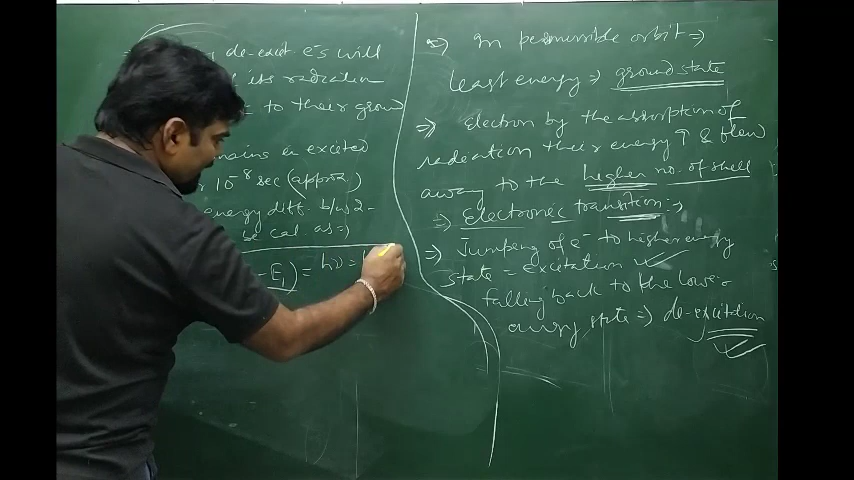 de-excit e⁻s will
its radiation
to their ground
in excited
10⁻⁸ sec (approx.)
energy diff. b/w 2-
be cal as ⇒
- E₁) = hν =
⇒ In permissible orbit ⇒
Least energy ⇒ ground state
⇒ electron by the absorption of
radiation their energy ↑ & flew
away to the higher no. of shell
⇒ Electronic transition :→
⇒ Jumping of e⁻ to higher energy
state = excitation ✓
falling back to the lower
energy state ⇒ de-excitation